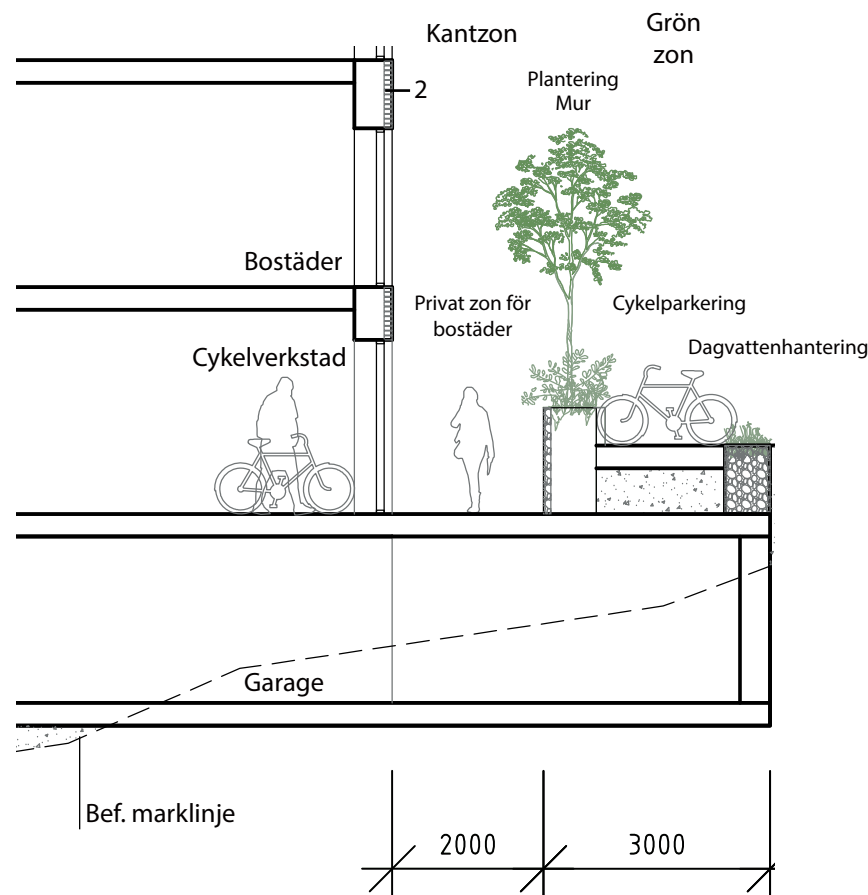 Kantzon
Grön
zon
2
Plantering
Mur
Bostäder
Privat zon för
bostäder
Cykelparkering
Cykelverkstad
Dagvattenhantering
Garage
Bef. marklinje
2000
3000